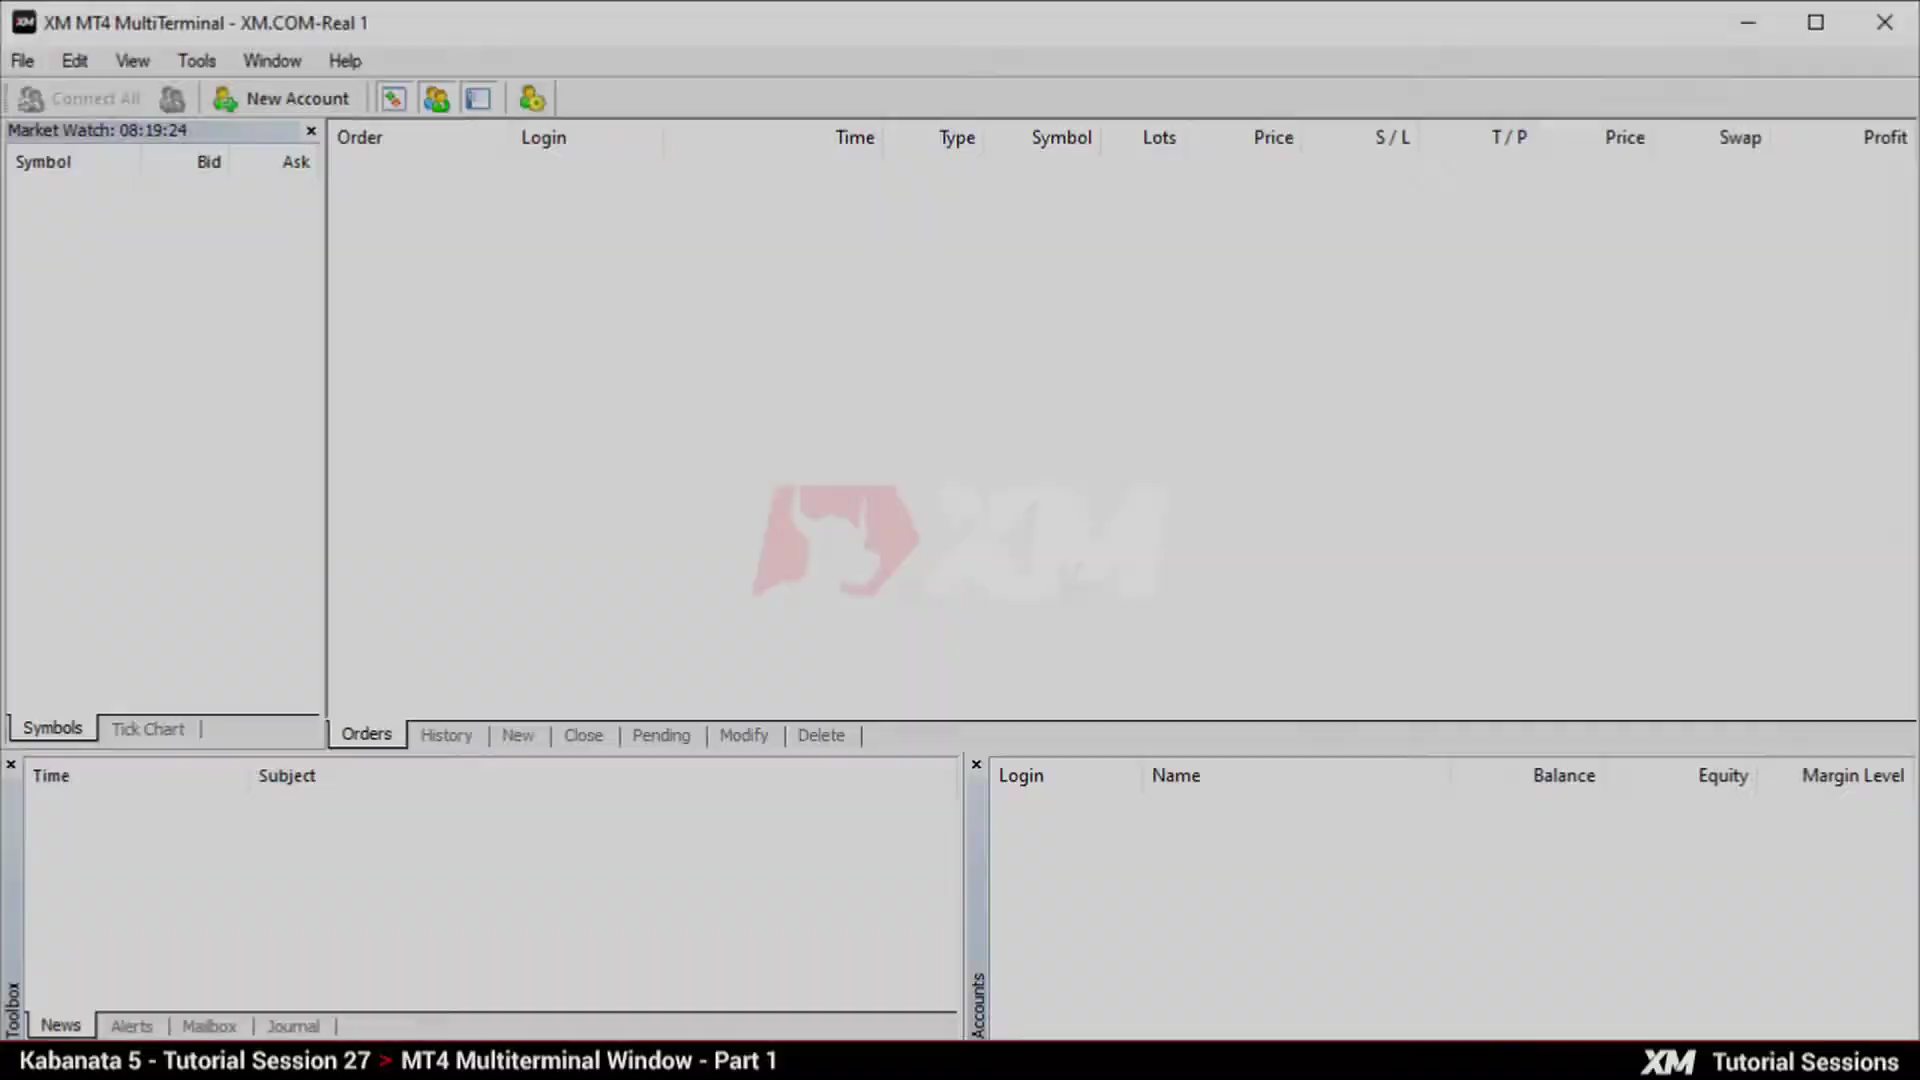 XM MT4 MultiTerminal - XM.COM-Real 1
File Edit View Tools Window Help
Connect All New Account
Market Watch: 08:19:24
Symbol Bid Ask
Order Login Time Type Symbol Lots Price S / L T / P Price Swap Profit
XM
Symbols Tick Chart
Orders History New Close Pending Modify Delete
Time Subject
Login Name Balance Equity Margin Level
Toolbox
Accounts
News Alerts Mailbox Journal
Kabanata 5 - Tutorial Session 27 > MT4 Multiterminal Window - Part 1
XM Tutorial Sessions